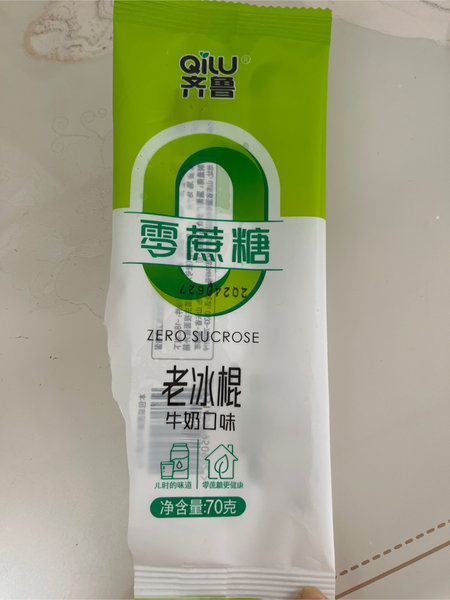 QiLU®
齐鲁
零蔗糖
20240627
ZERO SUCROSE
老冰棍
牛奶口味
儿时的味道
零蔗糖更健康
净含量:70克